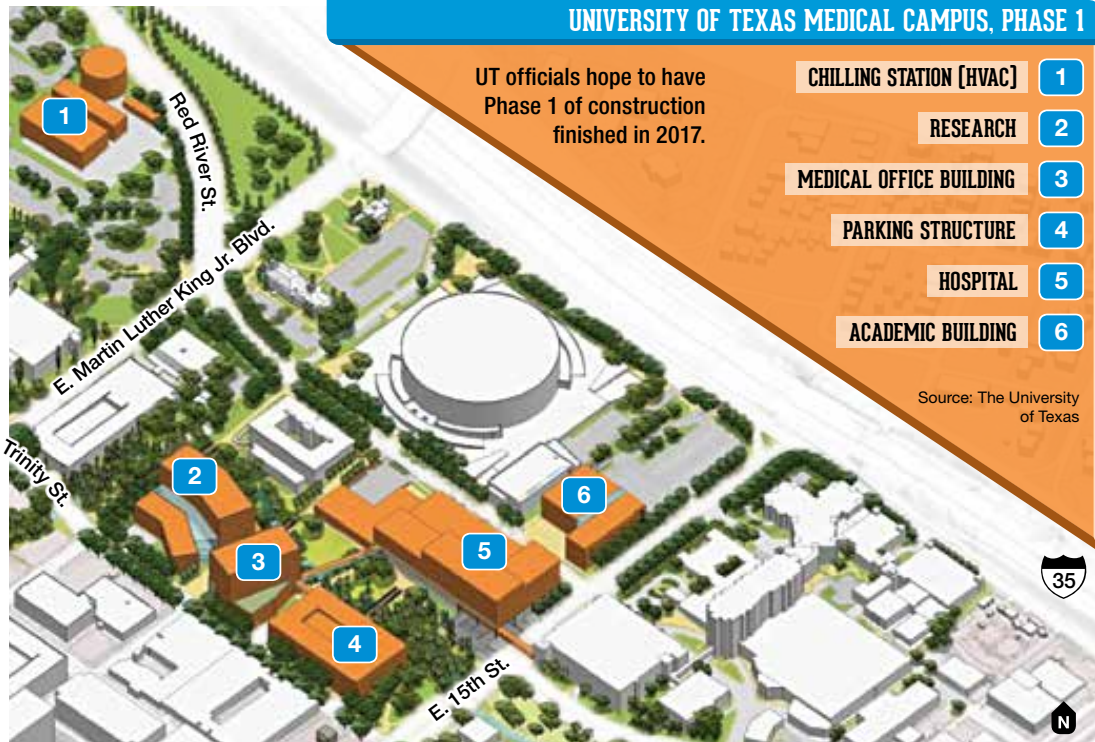 UNIVERSITY OF TEXAS MEDICAL CAMPUS, PHASE 1
UT officials hope to have
Phase 1 of construction
finished in 2017.
CHILLING STATION (HVAC) 1
RESEARCH 2
MEDICAL OFFICE BUILDING 3
PARKING STRUCTURE 4
HOSPITAL 5
ACADEMIC BUILDING 6
Source: The University
of Texas
1
Red River St.
E. Martin Luther King Jr. Blvd.
Trinity St.
2
6
3
5
4
E. 15th St.
35
N